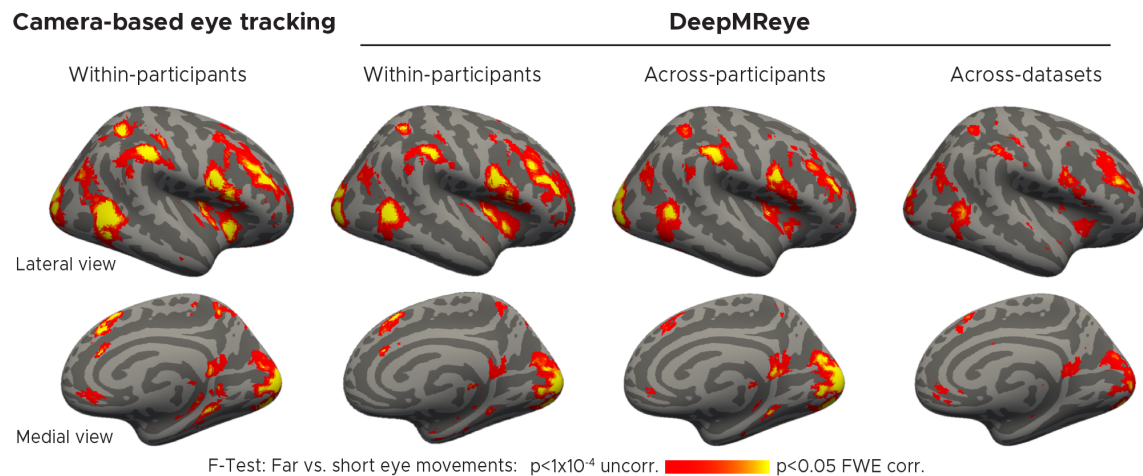 Camera-based eye tracking
DeepMReye
Within-participants
Within-participants
Across-participants
Across-datasets
Lateral view
Medial view
F-Test: Far vs. short eye movements: p<1x10⁻⁴ uncorr. p<0.05 FWE corr.